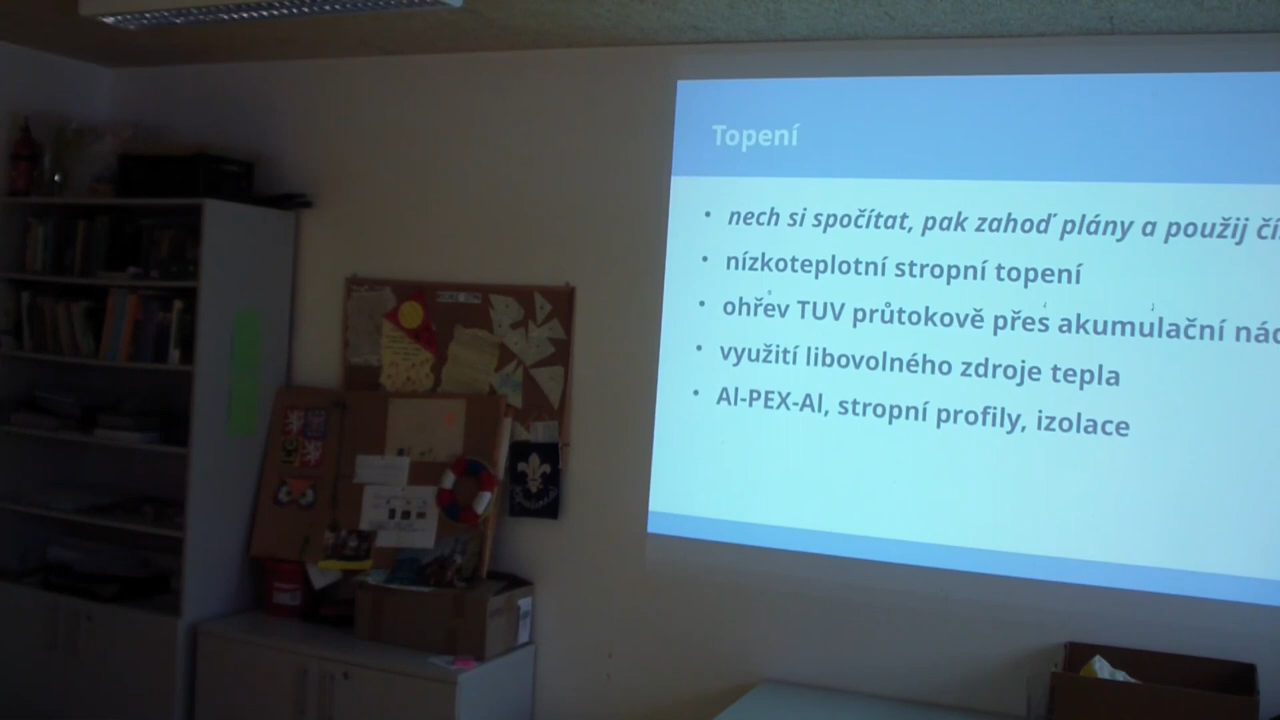 Topení
• nech si spočítat, pak zahoď plány a použij
• nízkoteplotní stropní topení
• ohřev TUV průtokově přes akumulační
• využití libovolného zdroje tepla
• Al-PEX-Al, stropní profily, izolace